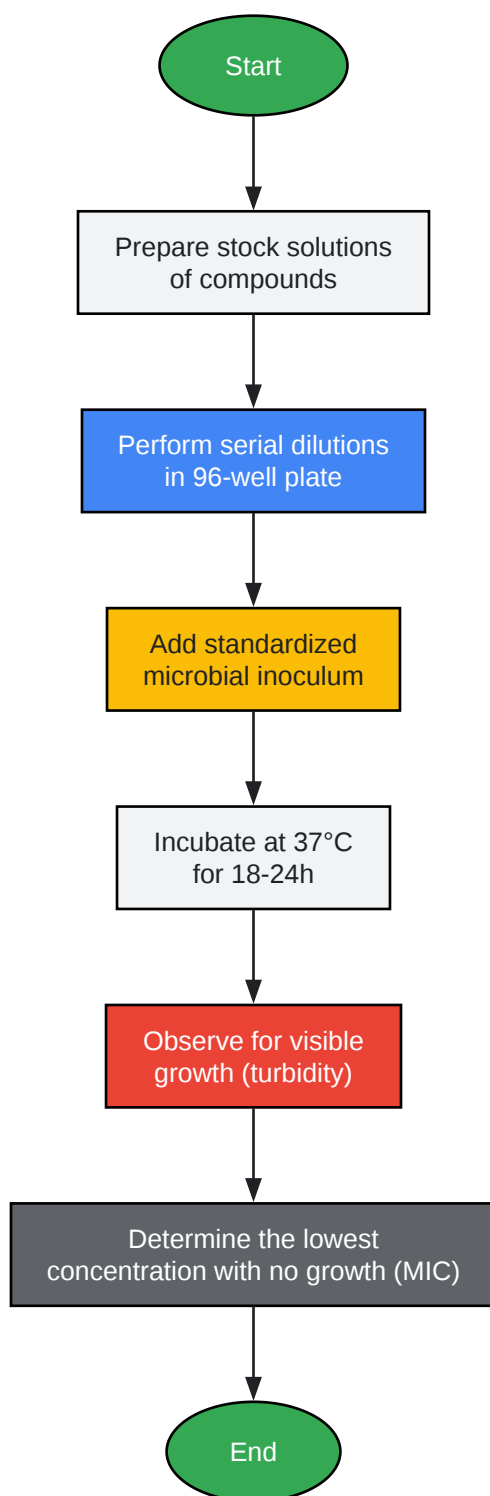 Start
Prepare stock solutions
of compounds
Perform serial dilutions
in 96-well plate
Add standardized
microbial inoculum
Incubate at 37°C
for 18-24h
Observe for visible
growth (turbidity)
Determine the lowest
concentration with no growth (MIC)
End